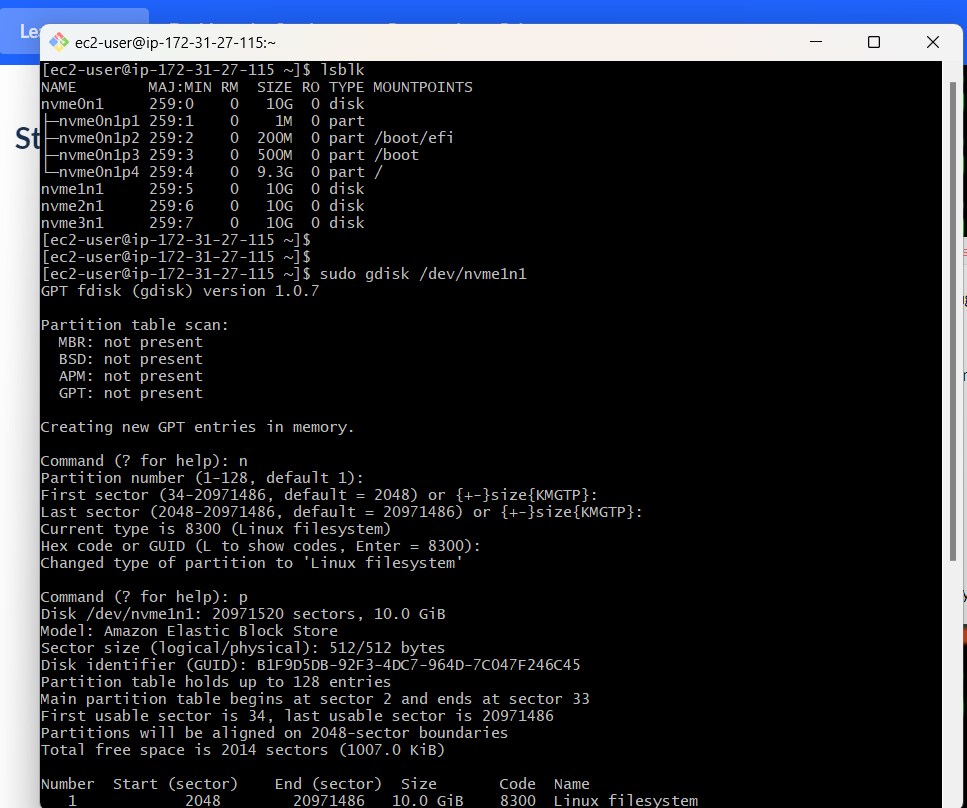 Lea
ec2-user@ip-172-31-27-115:~
St
[ec2-user@ip-172-31-27-115 ~]$ lsblk
NAME        MAJ:MIN RM  SIZE RO TYPE MOUNTPOINTS
nvme0n1     259:0    0   10G  0 disk
├─nvme0n1p1 259:1    0    1M  0 part
├─nvme0n1p2 259:2    0  200M  0 part /boot/efi
├─nvme0n1p3 259:3    0  500M  0 part /boot
└─nvme0n1p4 259:4    0  9.3G  0 part /
nvme1n1     259:5    0   10G  0 disk
nvme2n1     259:6    0   10G  0 disk
nvme3n1     259:7    0   10G  0 disk
[ec2-user@ip-172-31-27-115 ~]$
[ec2-user@ip-172-31-27-115 ~]$
[ec2-user@ip-172-31-27-115 ~]$ sudo gdisk /dev/nvme1n1
GPT fdisk (gdisk) version 1.0.7
Partition table scan:
  MBR: not present
  BSD: not present
  APM: not present
  GPT: not present
Creating new GPT entries in memory.
Command (? for help): n
Partition number (1-128, default 1):
First sector (34-20971486, default = 2048) or {+-}size{KMGTP}:
Last sector (2048-20971486, default = 20971486) or {+-}size{KMGTP}:
Current type is 8300 (Linux filesystem)
Hex code or GUID (L to show codes, Enter = 8300):
Changed type of partition to 'Linux filesystem'
Command (? for help): p
Disk /dev/nvme1n1: 20971520 sectors, 10.0 GiB
Model: Amazon Elastic Block Store
Sector size (logical/physical): 512/512 bytes
Disk identifier (GUID): B1F9D5DB-92F3-4DC7-964D-7C047F246C45
Partition table holds up to 128 entries
Main partition table begins at sector 2 and ends at sector 33
First usable sector is 34, last usable sector is 20971486
Partitions will be aligned on 2048-sector boundaries
Total free space is 2014 sectors (1007.0 KiB)
Number  Start (sector)    End (sector)  Size       Code  Name
   1            2048        20971486   10.0 GiB    8300  Linux filesystem